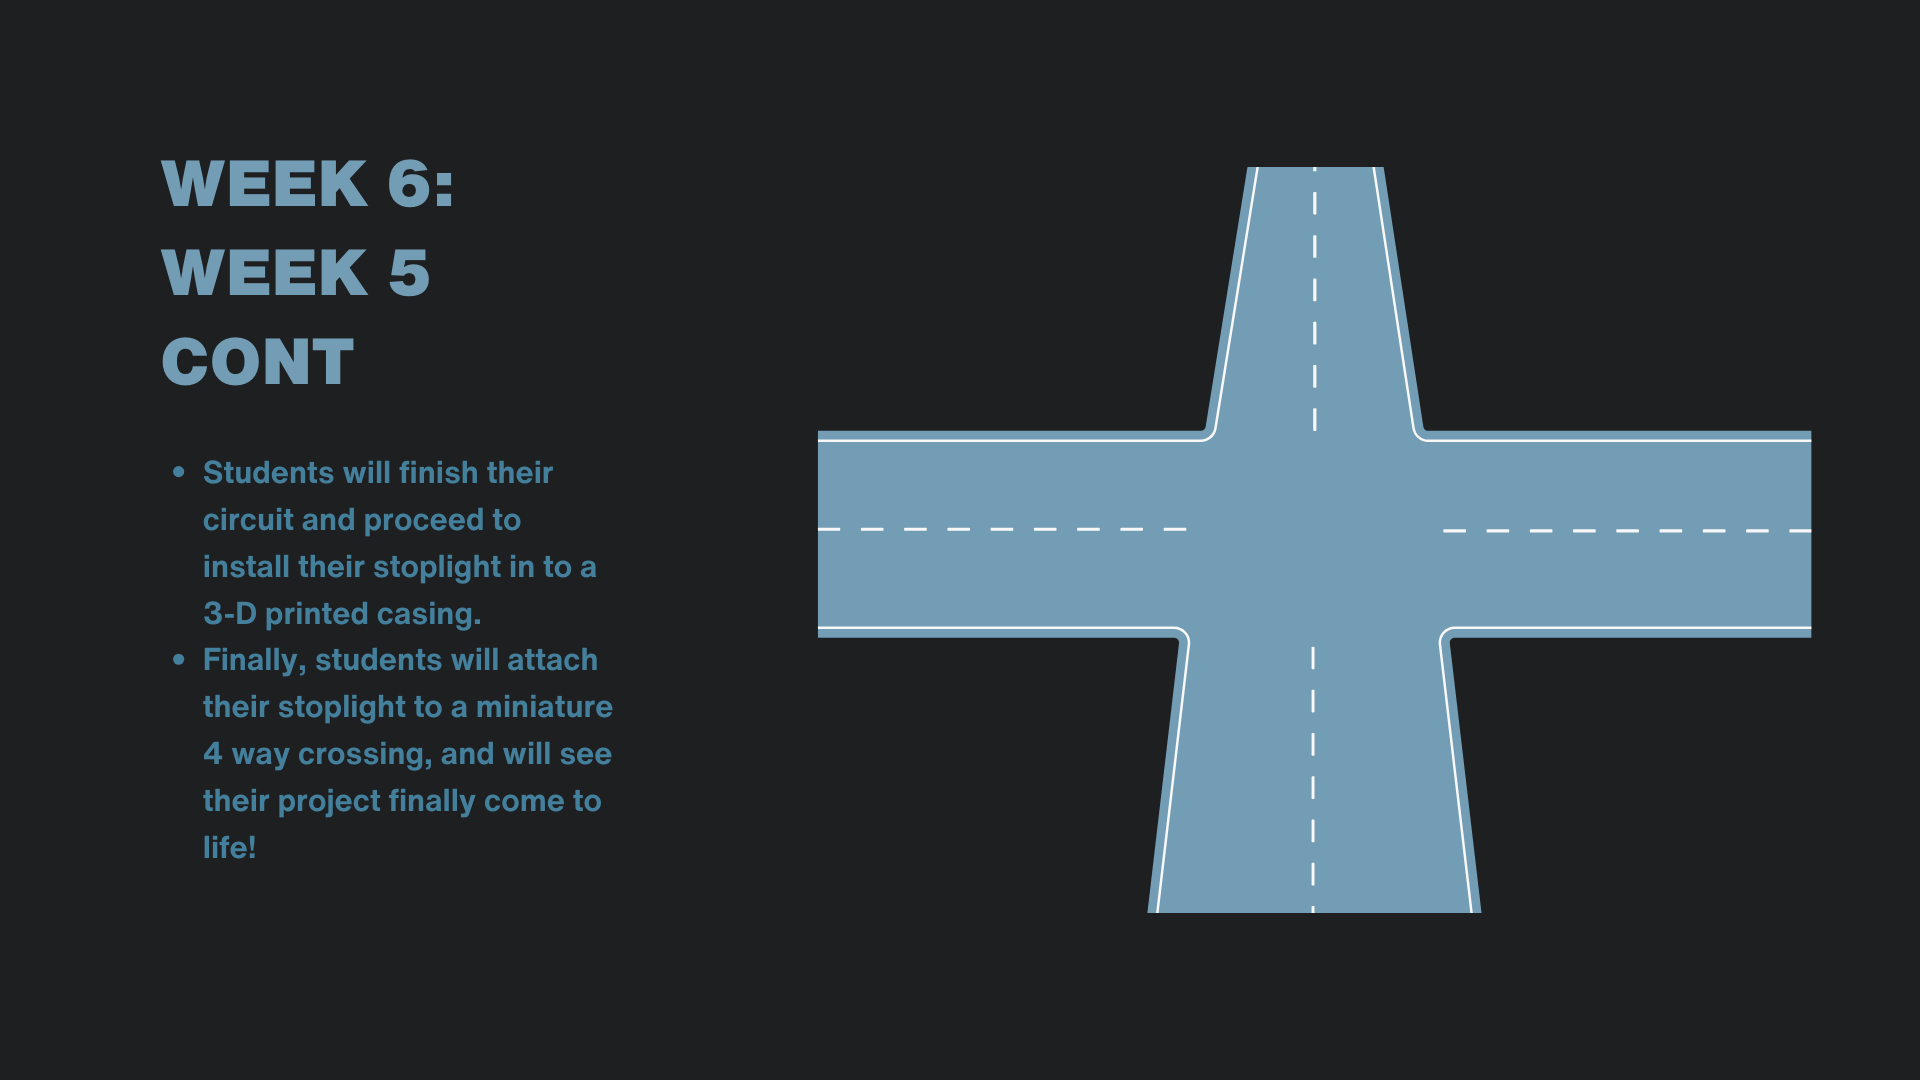 WEEK 6:
WEEK 5
CONT
• Students will finish their
circuit and proceed to
install their stoplight in to a
3-D printed casing.
• Finally, students will attach
their stoplight to a miniature
4 way crossing, and will see
their project finally come to
life!